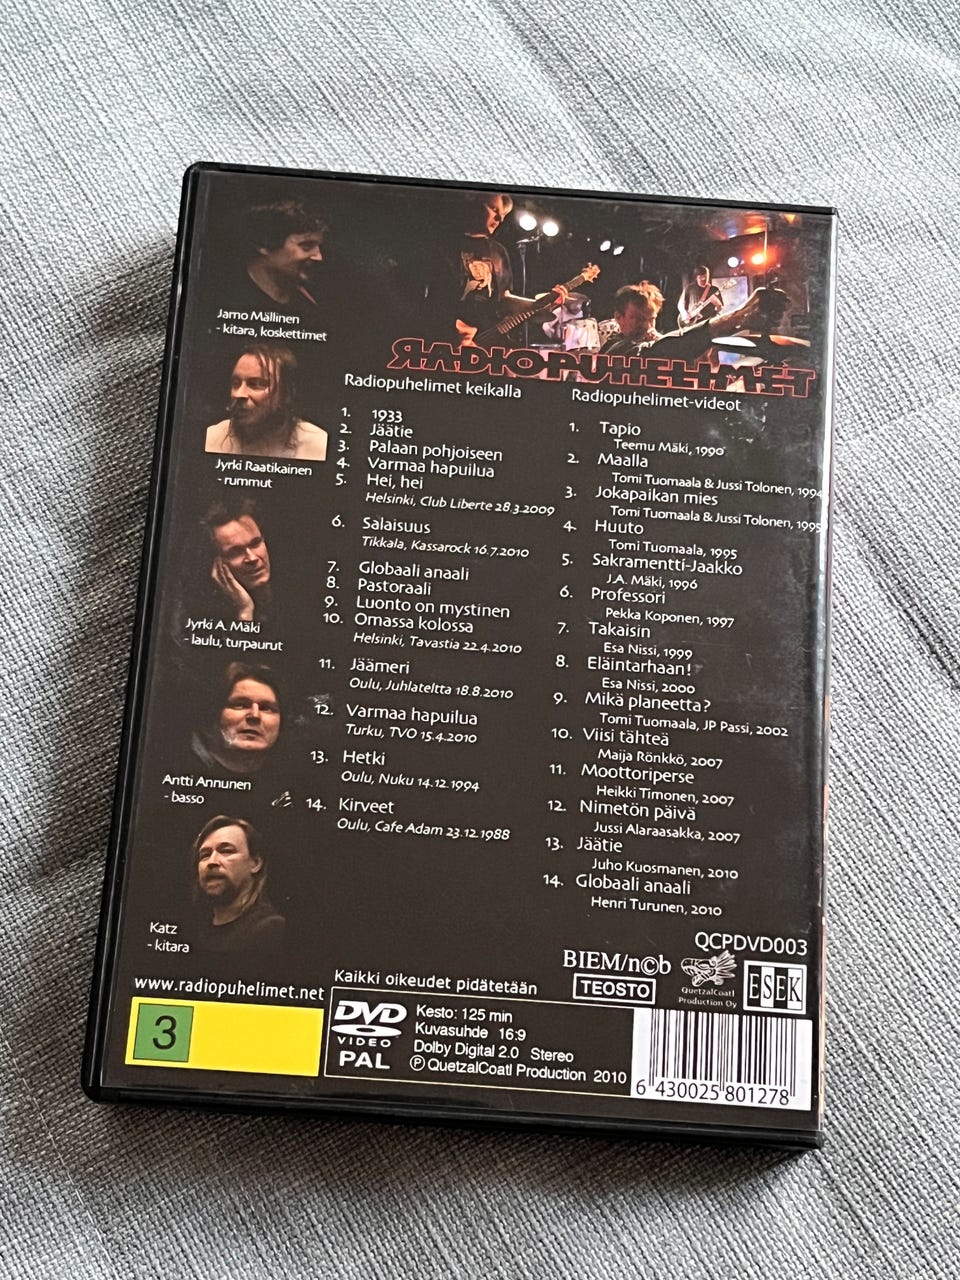 Jarno Mällinen
- kitara, koskettimet
Jyrki Raatikainen
- rummut
Jyrki A. Mäki
- laulu, turpaurut
Antti Annunen
- basso
Katz
- kitara
www.radiopuhelimet.net
3
RADIOPUHELIMET
Radiopuhelimet keikalla
1. 1933
2. Jäätie
3. Palaan pohjoiseen
4. Varmaa hapuilua
5. Hei, hei
Helsinki, Club Liberte 28.3.2009
6. Salaisuus
Tikkala, Kassarock 16.7.2010
7. Globaali anaali
8. Pastoraali
9. Luonto on mystinen
10. Omassa kolossa
Helsinki, Tavastia 22.4.2010
11. Jäämeri
Oulu, Juhlateltta 18.8.2010
12. Varmaa hapuilua
Turku, TVO 15.4.2010
13. Hetki
Oulu, Nuku 14.12.1994
14. Kirveet
Oulu, Cafe Adam 23.12.1988
Radiopuhelimet-videot
1. Tapio
Teemu Mäki, 1990
2. Maalla
Tomi Tuomaala & Jussi Tolonen, 1994
3. Jokapaikan mies
Tomi Tuomaala & Jussi Tolonen, 1995
4. Huuto
Tomi Tuomaala, 1995
5. Sakramentti-Jaakko
J.A. Mäki, 1996
6. Professori
Pekka Koponen, 1997
7. Takaisin
Esa Nissi, 1999
8. Eläintarhaan!
Esa Nissi, 2000
9. Mikä planeetta?
Tomi Tuomaala, JP Passi, 2002
10. Viisi tähteä
Maija Rönkkö, 2007
11. Moottoriperse
Heikki Timonen, 2007
12. Nimetön päivä
Jussi Alaraasakka, 2007
13. Jäätie
Juho Kuosmanen, 2010
14. Globaali anaali
Henri Turunen, 2010
QCPDVD003
BIEM/n©b
TEOSTO
QuetzalCoatl
Production Oy
ESEK
Kaikki oikeudet pidätetään
DVD
VIDEO
PAL
Kesto: 125 min
Kuvasuhde 16:9
Dolby Digital 2.0 Stereo
Ⓟ QuetzalCoatl Production 2010
6 430025 801278